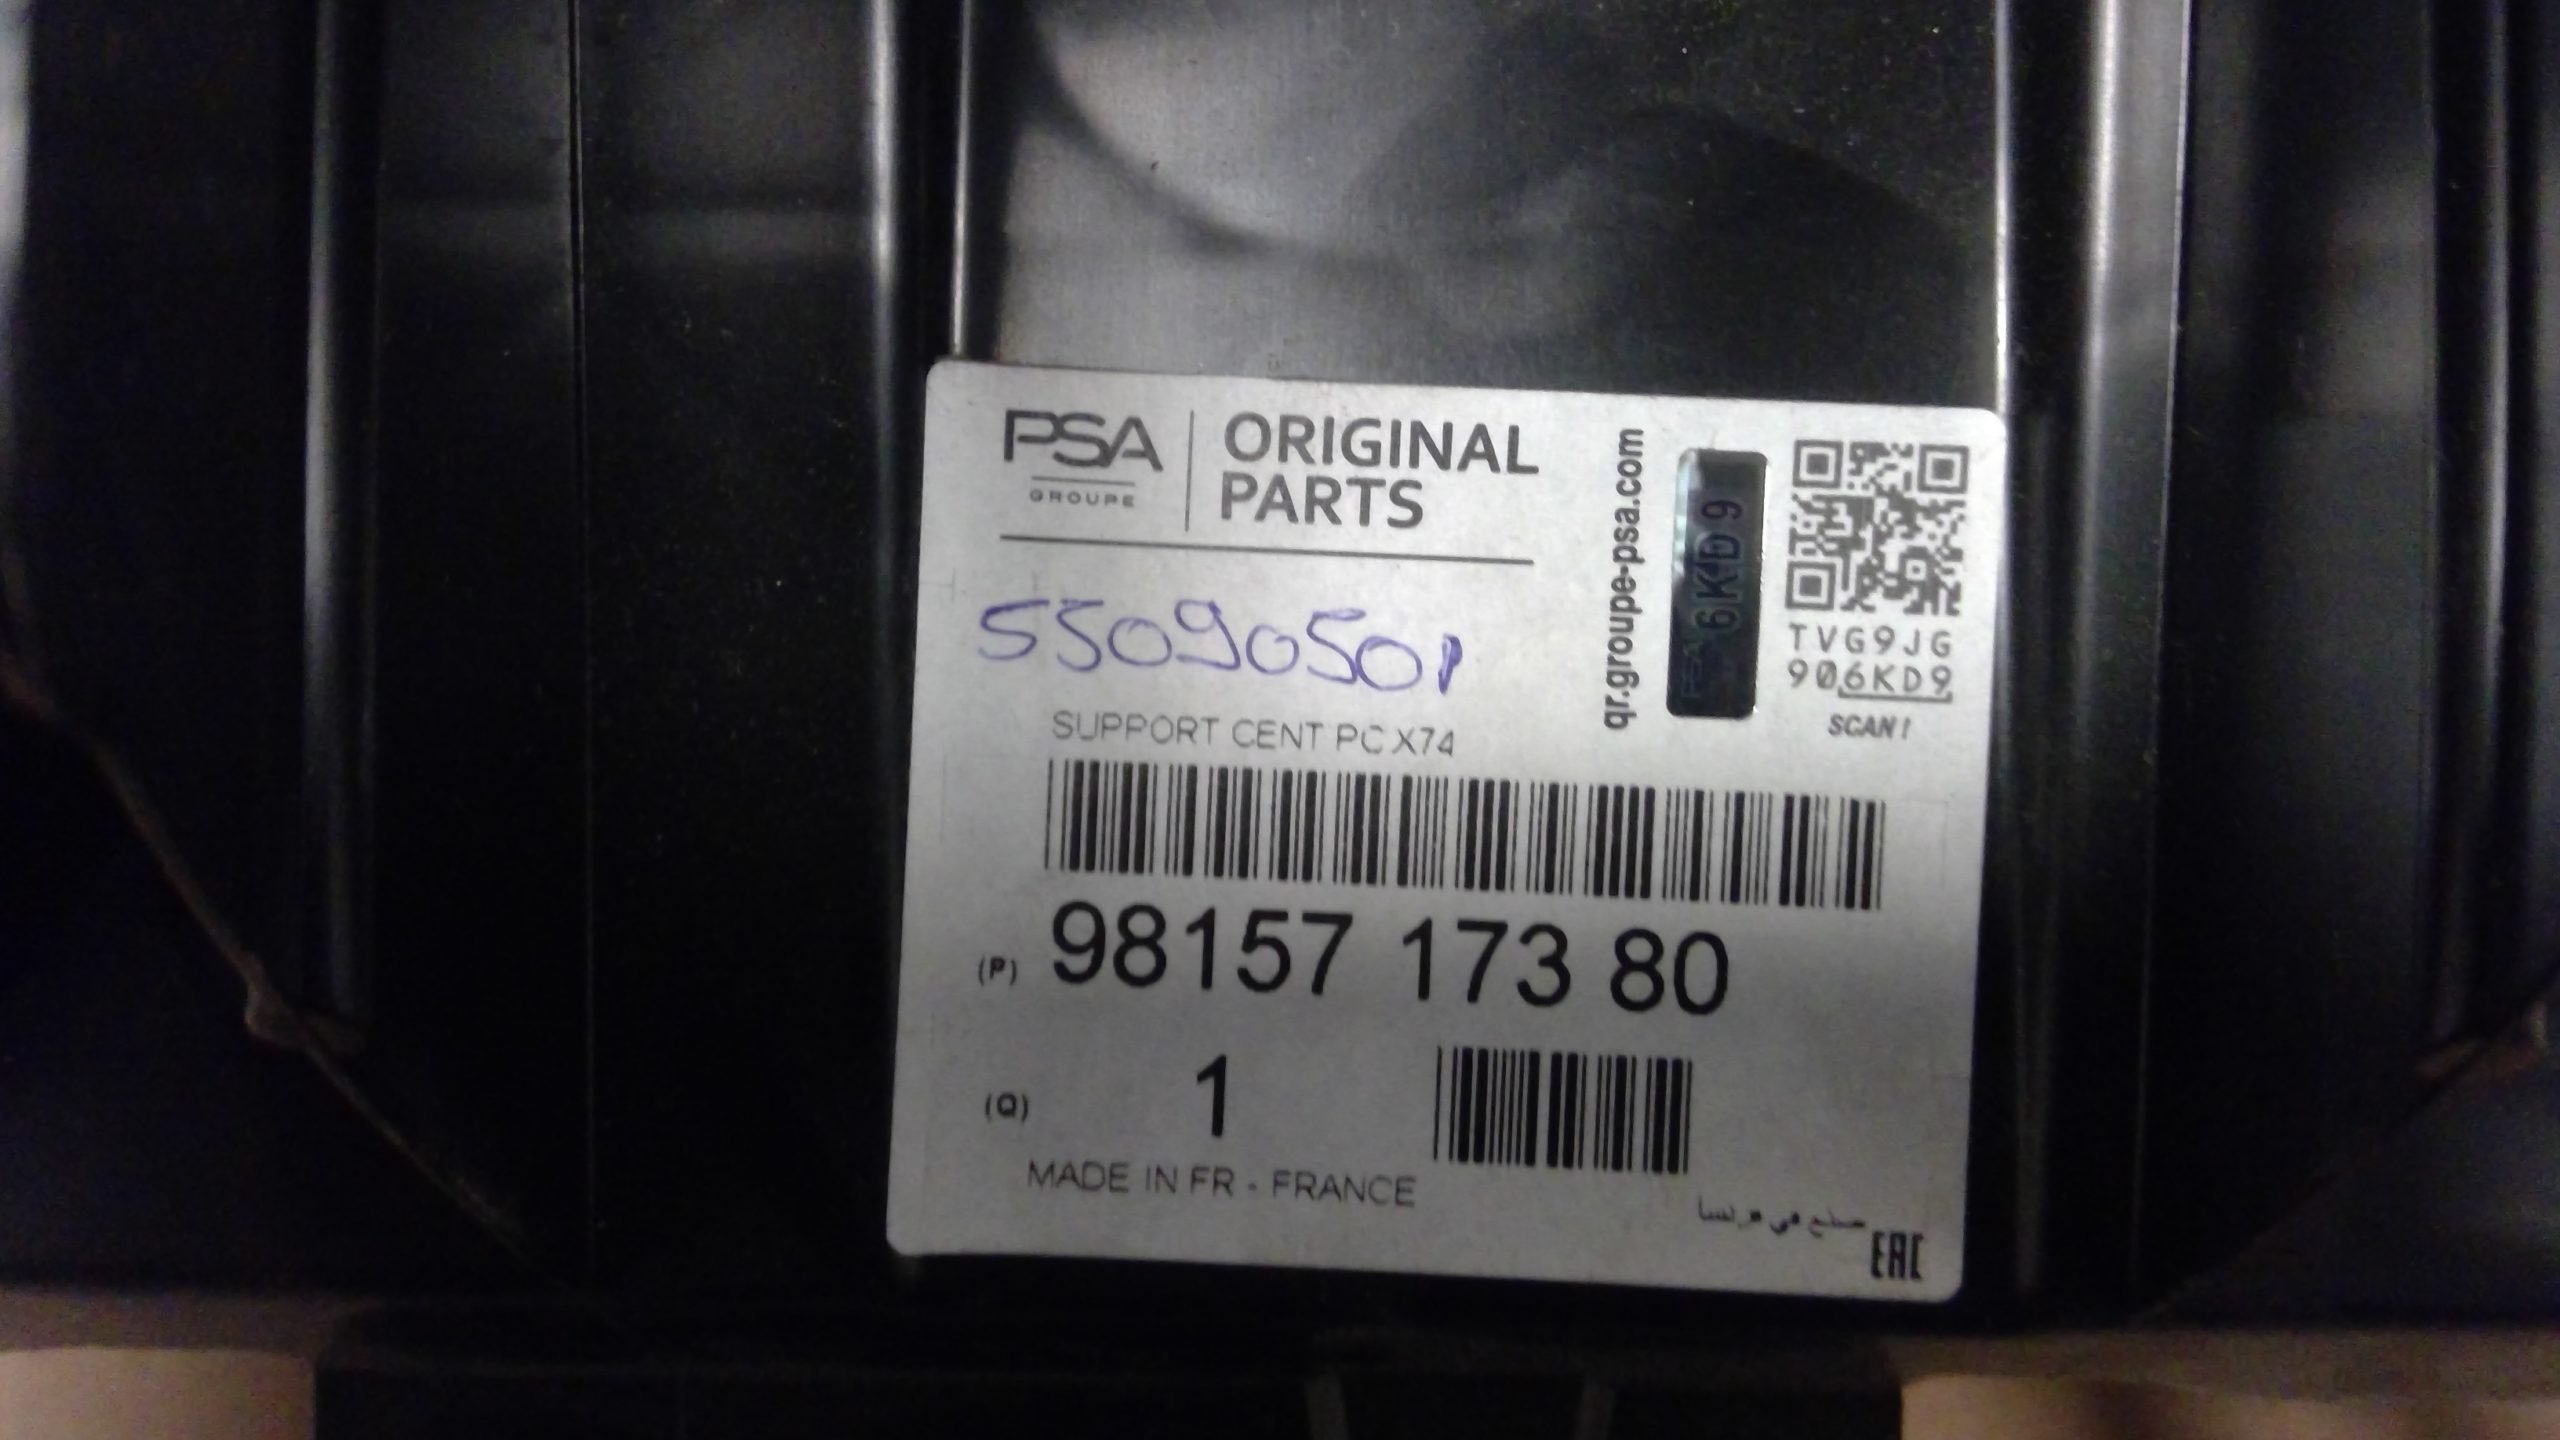 PSA
GROUPE
ORIGINAL
PARTS
qr.groupe-psa.com
PSA 6KD9
TVG9JG
906KD9
SCAN!
55090501
SUPPORT CENT PC X74
(P) 98157 173 80
(Q) 1
MADE IN FR - FRANCE
صنع في فرنسا
EAC